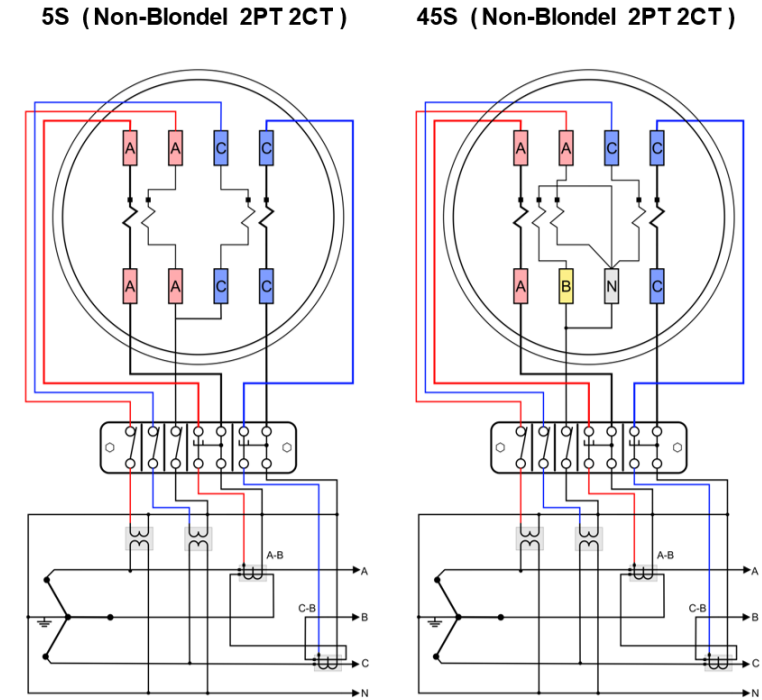 5S ( Non-Blondel 2PT 2CT )
45S ( Non-Blondel 2PT 2CT )
A A C C
A A C C
A A C C
A B N C
A-B
A
C-B
B
C
N
A-B
A
C-B
B
C
N